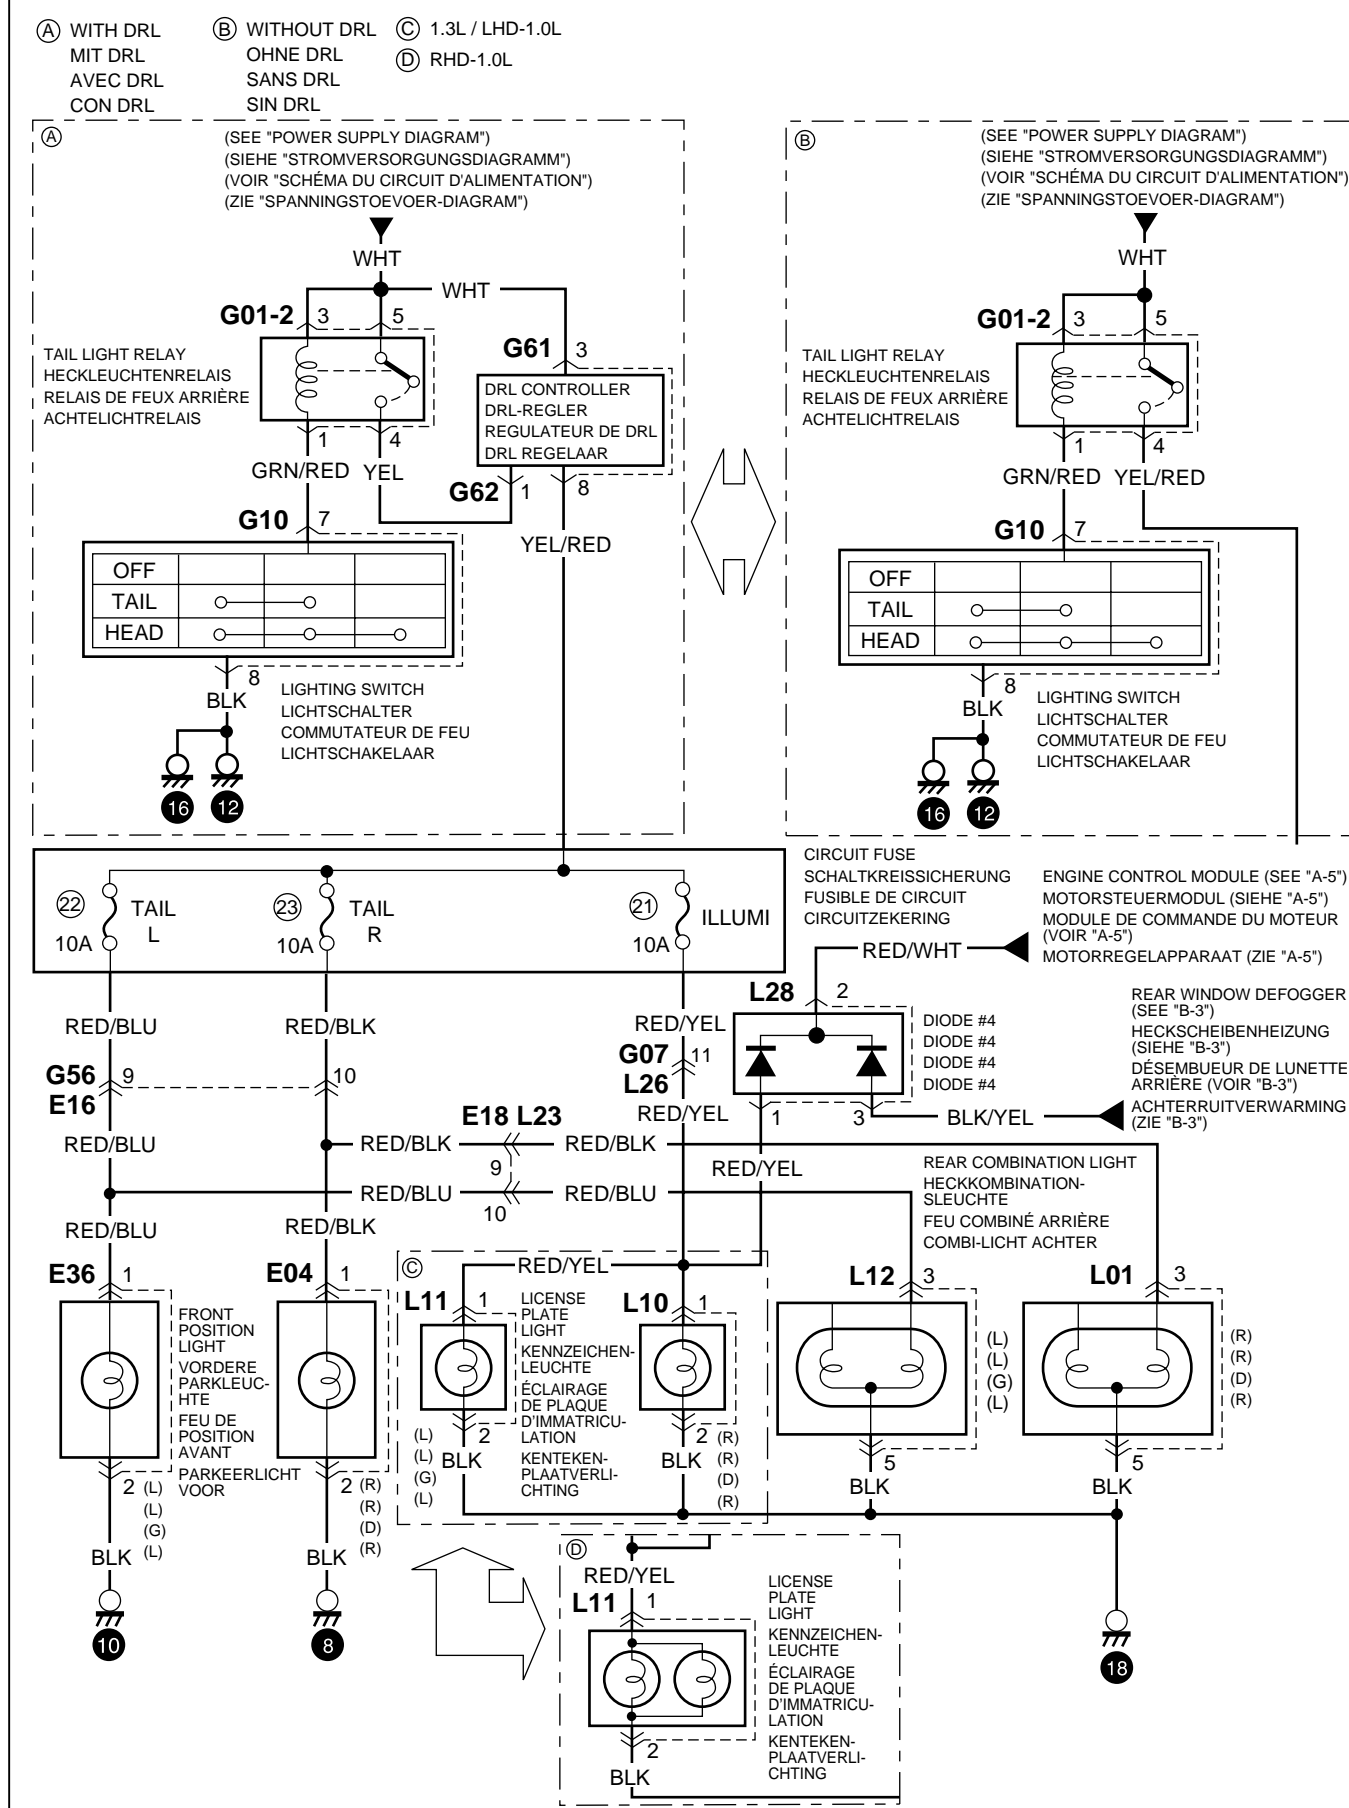 Ⓐ WITH DRL
MIT DRL
AVEC DRL
CON DRL
Ⓑ WITHOUT DRL
OHNE DRL
SANS DRL
SIN DRL
Ⓒ 1.3L / LHD-1.0L
Ⓓ RHD-1.0L
Ⓐ
(SEE "POWER SUPPLY DIAGRAM")
(SIEHE "STROMVERSORGUNGSDIAGRAMM")
(VOIR "SCHÉMA DU CIRCUIT D'ALIMENTATION")
(ZIE "SPANNINGSTOEVOER-DIAGRAM")
WHT
WHT
G01-2 3 5
TAIL LIGHT RELAY
HECKLEUCHTENRELAIS
RELAIS DE FEUX ARRIÈRE
ACHTELICHTRELAIS
1 4
G61 3
DRL CONTROLLER
DRL-REGLER
REGULATEUR DE DRL
DRL REGELAAR
GRN/RED YEL
G62 1 8
G10 7
YEL/RED
OFF
TAIL
HEAD
8
BLK
LIGHTING SWITCH
LICHTSCHALTER
COMMUTATEUR DE FEU
LICHTSCHAKELAAR
16 12
Ⓑ
(SEE "POWER SUPPLY DIAGRAM")
(SIEHE "STROMVERSORGUNGSDIAGRAMM")
(VOIR "SCHÉMA DU CIRCUIT D'ALIMENTATION")
(ZIE "SPANNINGSTOEVOER-DIAGRAM")
WHT
G01-2 3 5
TAIL LIGHT RELAY
HECKLEUCHTENRELAIS
RELAIS DE FEUX ARRIÈRE
ACHTELICHTRELAIS
1 4
GRN/RED YEL/RED
G10 7
OFF
TAIL
HEAD
8
BLK
LIGHTING SWITCH
LICHTSCHALTER
COMMUTATEUR DE FEU
LICHTSCHAKELAAR
16 12
22 TAIL
L
10A
23 TAIL
R
10A
21 ILLUMI
10A
CIRCUIT FUSE
SCHALTKREISSICHERUNG
FUSIBLE DE CIRCUIT
CIRCUITZEKERING
ENGINE CONTROL MODULE (SEE "A-5")
MOTORSTEUERMODUL (SIEHE "A-5")
MODULE DE COMMANDE DU MOTEUR
(VOIR "A-5")
MOTORREGELAPPARAAT (ZIE "A-5")
RED/WHT
L28 2
DIODE #4
DIODE #4
DIODE #4
DIODE #4
1 3
BLK/YEL
REAR WINDOW DEFOGGER
(SEE "B-3")
HECKSCHEIBENHEIZUNG
(SIEHE "B-3")
DÉSEMBUEUR DE LUNETTE
ARRIÈRE (VOIR "B-3")
ACHTERRUITVERWARMING
(ZIE "B-3")
RED/BLU RED/BLK RED/YEL
G56 9 10
E16
G07 11
L26
RED/YEL
RED/BLU
E18 L23
RED/BLK RED/BLK
9
RED/YEL
RED/BLU RED/BLU
10
RED/BLU RED/BLK
REAR COMBINATION LIGHT
HECKKOMBINATION-
SLEUCHTE
FEU COMBINÉ ARRIÈRE
COMBI-LICHT ACHTER
E36 1
E04 1
FRONT
POSITION
LIGHT
VORDERE
PARKLEUC-
HTE
FEU DE
POSITION
AVANT
PARKEERLICHT
VOOR
2 (L)
(L)
(G)
(L)
BLK
10
2 (R)
(R)
(D)
(R)
BLK
8
Ⓒ
RED/YEL
L11 1
LICENSE
PLATE
LIGHT
KENNZEICHEN-
LEUCHTE
ÉCLAIRAGE
DE PLAQUE
D'IMMATRICU-
LATION
KENTEKEN-
PLAATVERLI-
CHTING
L10 1
(L)
(L)
(G)
(L)
2
BLK
2
(R)
(R)
(D)
(R)
BLK
L12 3
(L)
(L)
(G)
(L)
5
BLK
L01 3
(R)
(R)
(D)
(R)
5
BLK
18
Ⓓ
RED/YEL
L11 1
LICENSE
PLATE
LIGHT
KENNZEICHEN-
LEUCHTE
ÉCLAIRAGE
DE PLAQUE
D'IMMATRICU-
LATION
KENTEKEN-
PLAATVERLI-
CHTING
2
BLK